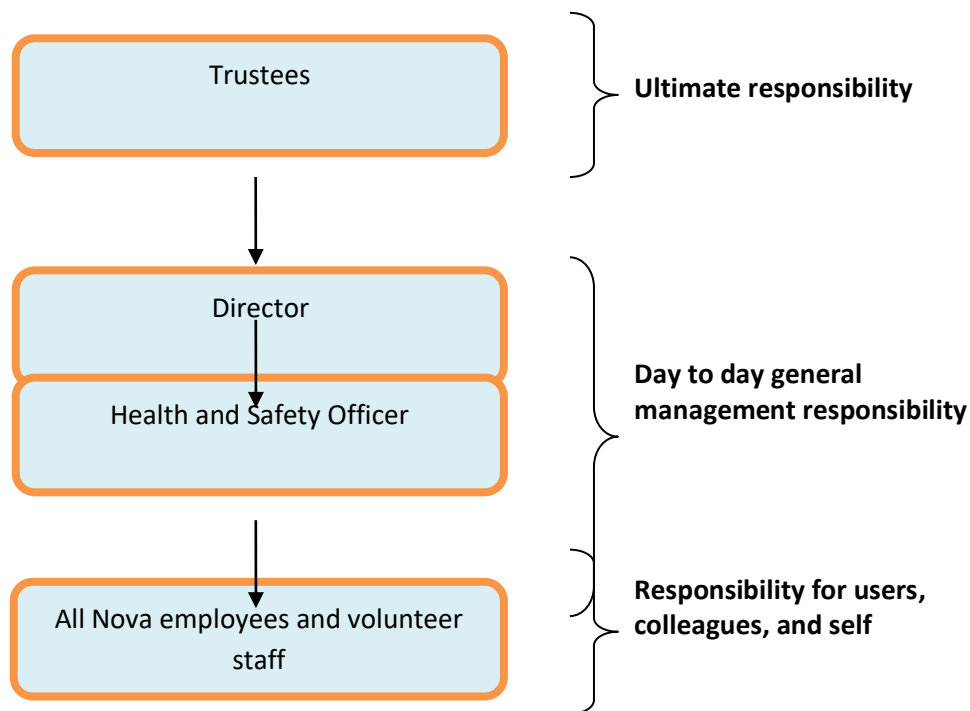 Trustees
Ultimate responsibility
Director
Day to day general
management responsibility
Health and Safety Officer
All Nova employees and volunteer
staff
Responsibility for users,
colleagues, and self